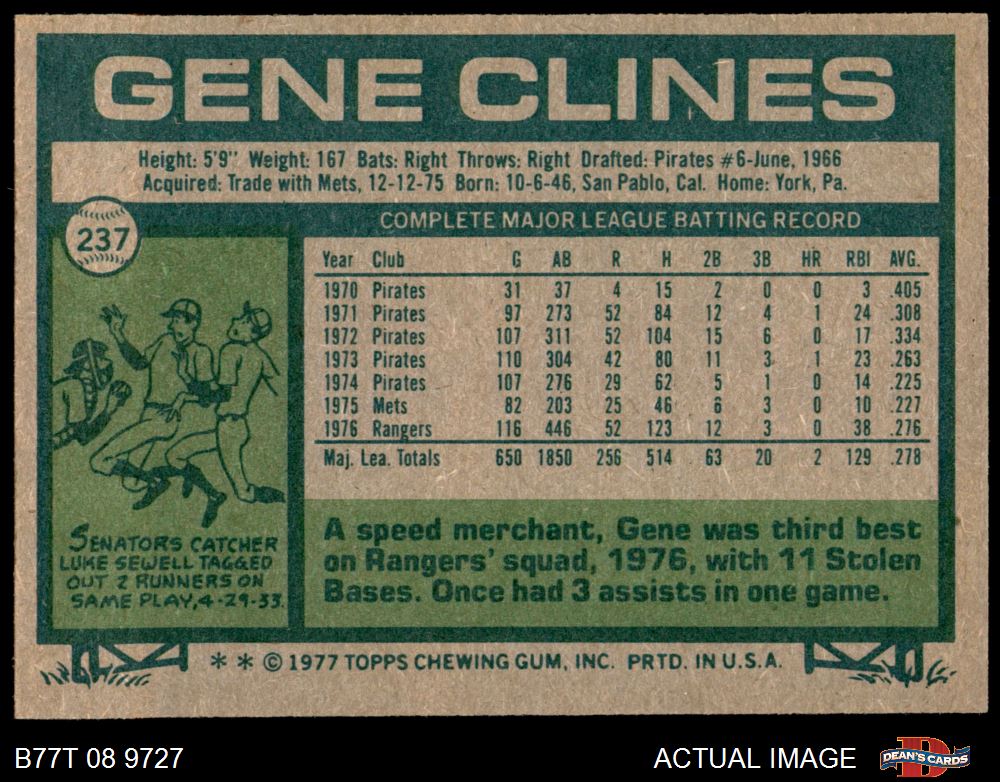 GENE CLINES
Height: 5'9" Weight: 167 Bats: Right Throws: Right Drafted: Pirates #6-June, 1966
Acquired: Trade with Mets, 12-12-75 Born: 10-6-46, San Pablo, Cal. Home: York, Pa.
237
COMPLETE MAJOR LEAGUE BATTING RECORD
Year Club G AB R H 2B 3B HR RBI AVG.
1970 Pirates 31 37 4 15 2 0 0 3 .405
1971 Pirates 97 273 52 84 12 4 1 24 .308
1972 Pirates 107 311 52 104 15 6 0 17 .334
1973 Pirates 110 304 42 80 11 3 1 23 .263
1974 Pirates 107 276 29 62 5 1 0 14 .225
1975 Mets 82 203 25 46 6 3 0 10 .227
1976 Rangers 116 446 52 123 12 3 0 38 .276
Maj. Lea. Totals 650 1850 256 514 63 20 2 129 .278
SENATORS CATCHER
LUKE SEWELL TAGGED
OUT 2 RUNNERS ON
SAME PLAY, 4-29-33.
A speed merchant, Gene was third best
on Rangers' squad, 1976, with 11 Stolen
Bases. Once had 3 assists in one game.
* * © 1977 TOPPS CHEWING GUM, INC. PRTD. IN U.S.A.
B77T 08 9727
ACTUAL IMAGE
DEAN'S CARDS